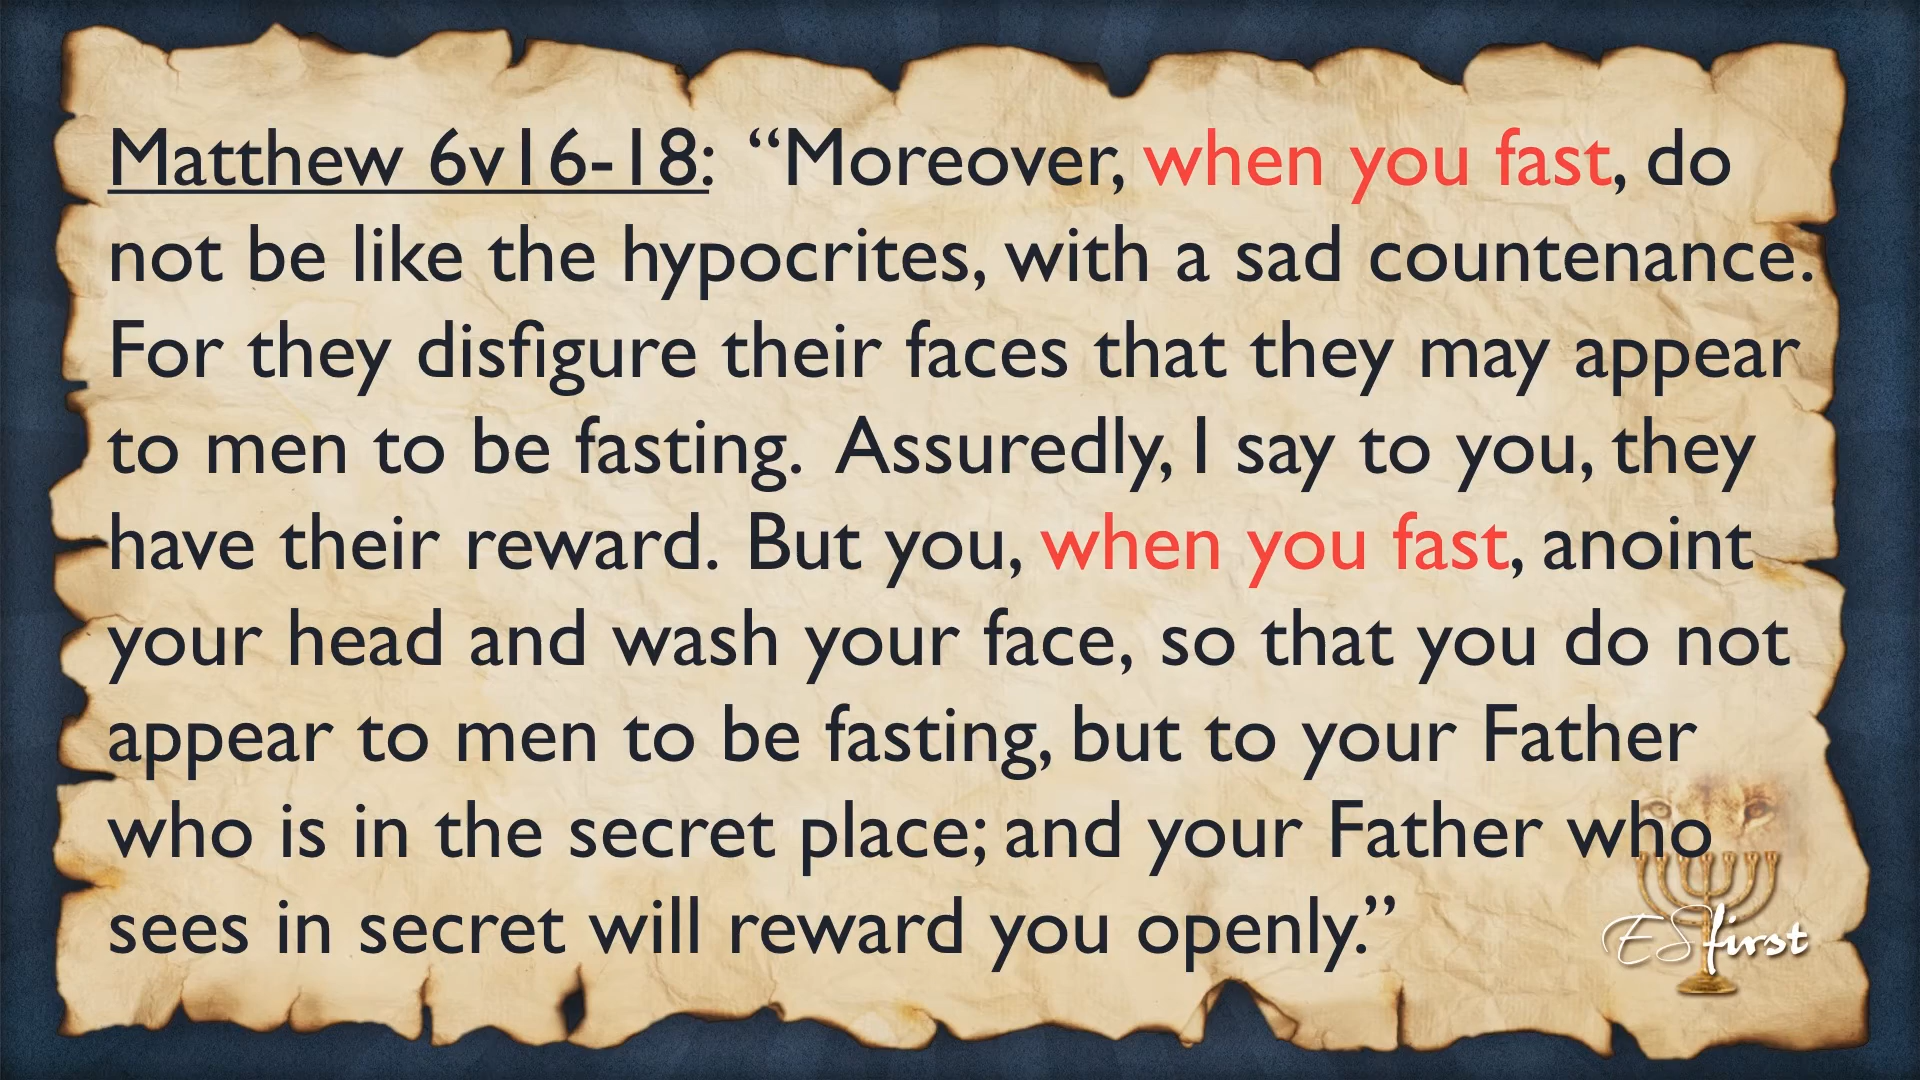 Matthew 6v16-18: “Moreover, when you fast, do
not be like the hypocrites, with a sad countenance.
For they disfigure their faces that they may appear
to men to be fasting. Assuredly, I say to you, they
have their reward. But you, when you fast, anoint
your head and wash your face, so that you do not
appear to men to be fasting, but to your Father
who is in the secret place; and your Father who
sees in secret will reward you openly.”
ESfirst